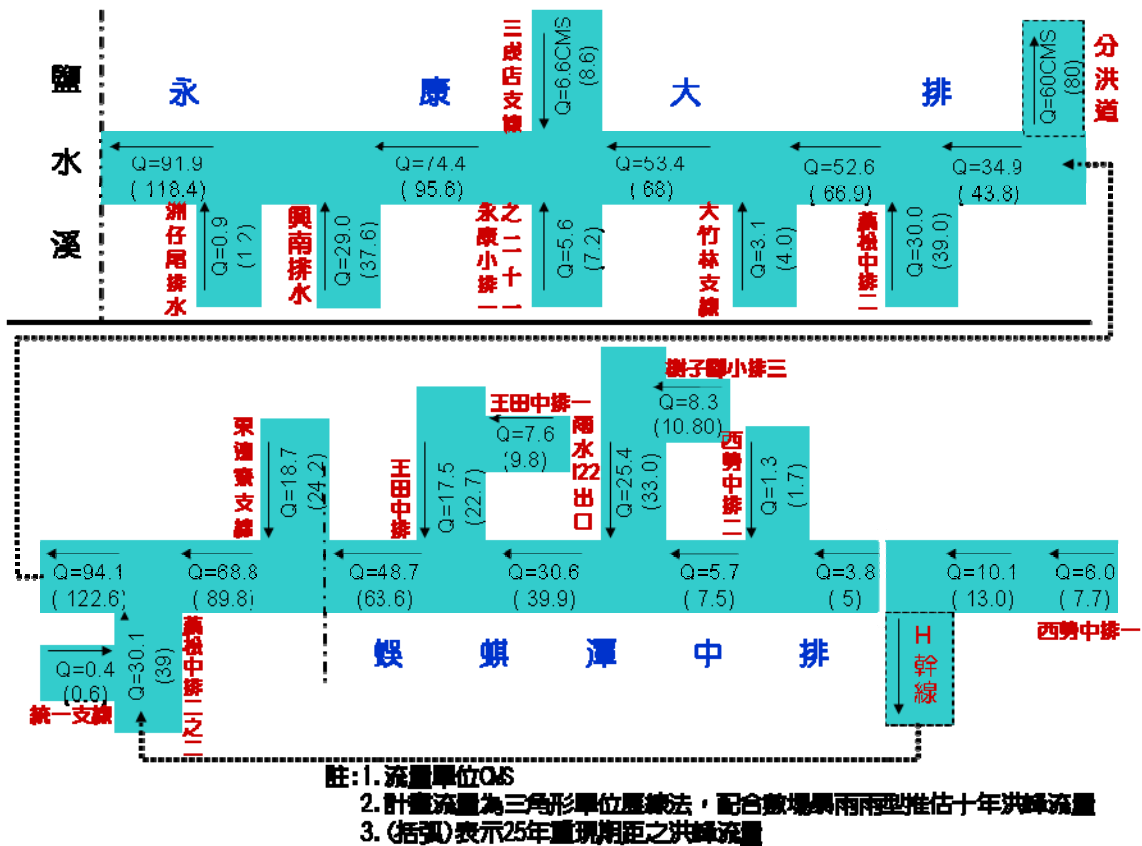 鹽水溪
永康大排
三崁店支線
Q=6.6CMS
(8.6)
Q=60CMS
(80)
分洪道
Q=91.9
( 118.4)
Q=74.4
( 95.6)
Q=53.4
( 68)
Q=52.6
( 66.9)
Q=34.9
( 43.8)
洲仔尾排水
Q=0.9
(1.2)
興南排水
Q=29.0
(37.6)
永康小排一
之二十一
Q=5.6
(7.2)
大竹林支線
Q=3.1
(4.0)
蔦松中排二
Q=30.0
(39.0)
東邊寮支線
Q=18.7
(24.2)
王田中排
Q=17.5
(22.7)
王田中排一
Q=7.6
(9.8)
雨水I22出口
Q=25.4
(33.0)
樹子腳小排三
Q=8.3
(10.80)
西勢中排二
Q=1.3
(1.7)
Q=94.1
( 122.6)
Q=68.8
(89.8)
Q=48.7
(63.6)
Q=30.6
( 39.9)
Q=5.7
( 7.5)
Q=3.8
( 5)
Q=10.1
( 13.0)
Q=6.0
( 7.7)
西勢中排一
蜈蜞潭中排
H幹線
Q=0.4
(0.6)
統一支線
Q=30.1
(39)
蔦松中排二之二
註:1.流量單位CMS
2.計畫流量為三角形單位歷線法，配合數場暴雨雨型推估十年洪峰流量
3.(括弧)表示25年重現期距之洪峰流量